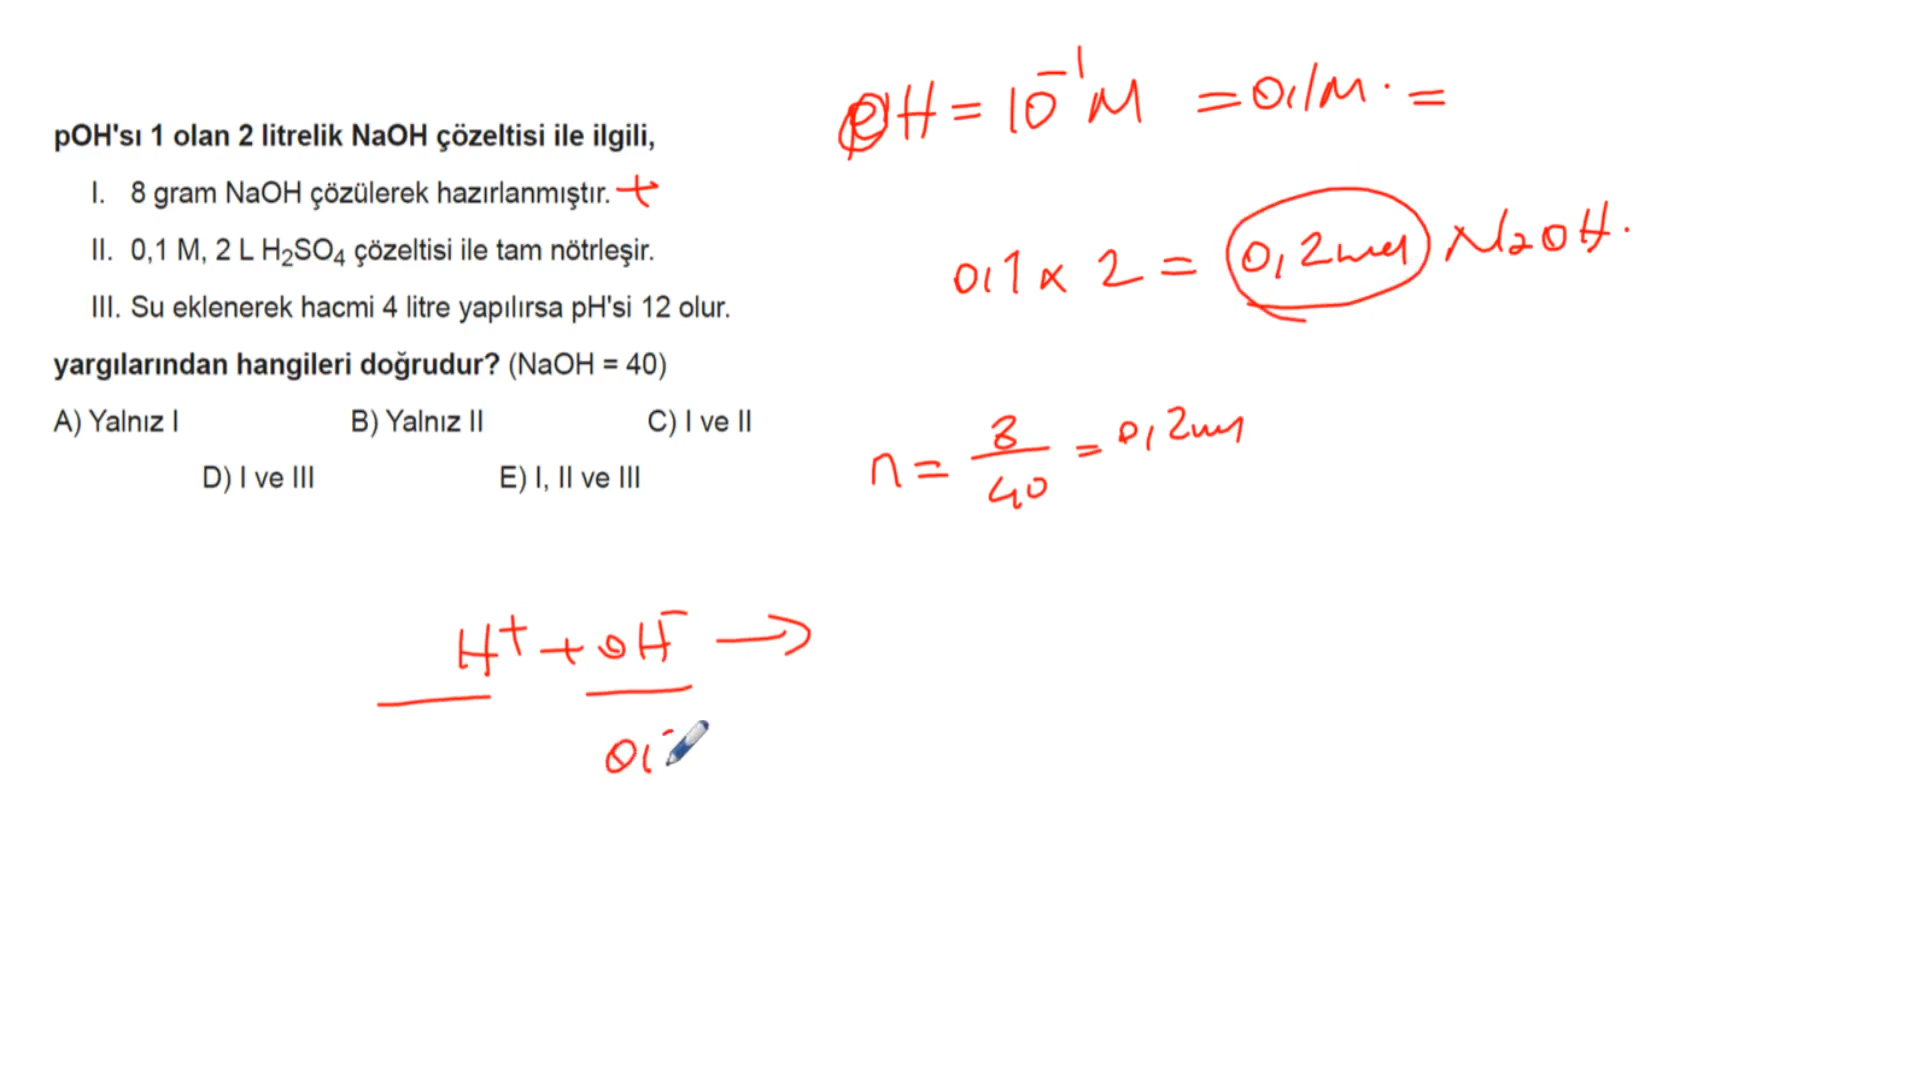 pOH'sı 1 olan 2 litrelik NaOH çözeltisi ile ilgili,
I. 8 gram NaOH çözülerek hazırlanmıştır. +
II. 0,1 M, 2 L H₂SO₄ çözeltisi ile tam nötrleşir.
III. Su eklenerek hacmi 4 litre yapılırsa pH'si 12 olur.
yargılarından hangileri doğrudur? (NaOH = 40)
A) Yalnız I B) Yalnız II C) I ve II
D) I ve III E) I, II ve III
OH = 10⁻¹ M = 0,1M. =
0,1 x 2 = 0,2mol NaOH.
n = 8/40 = 0,2mol
H⁺ + OH⁻ →
0,